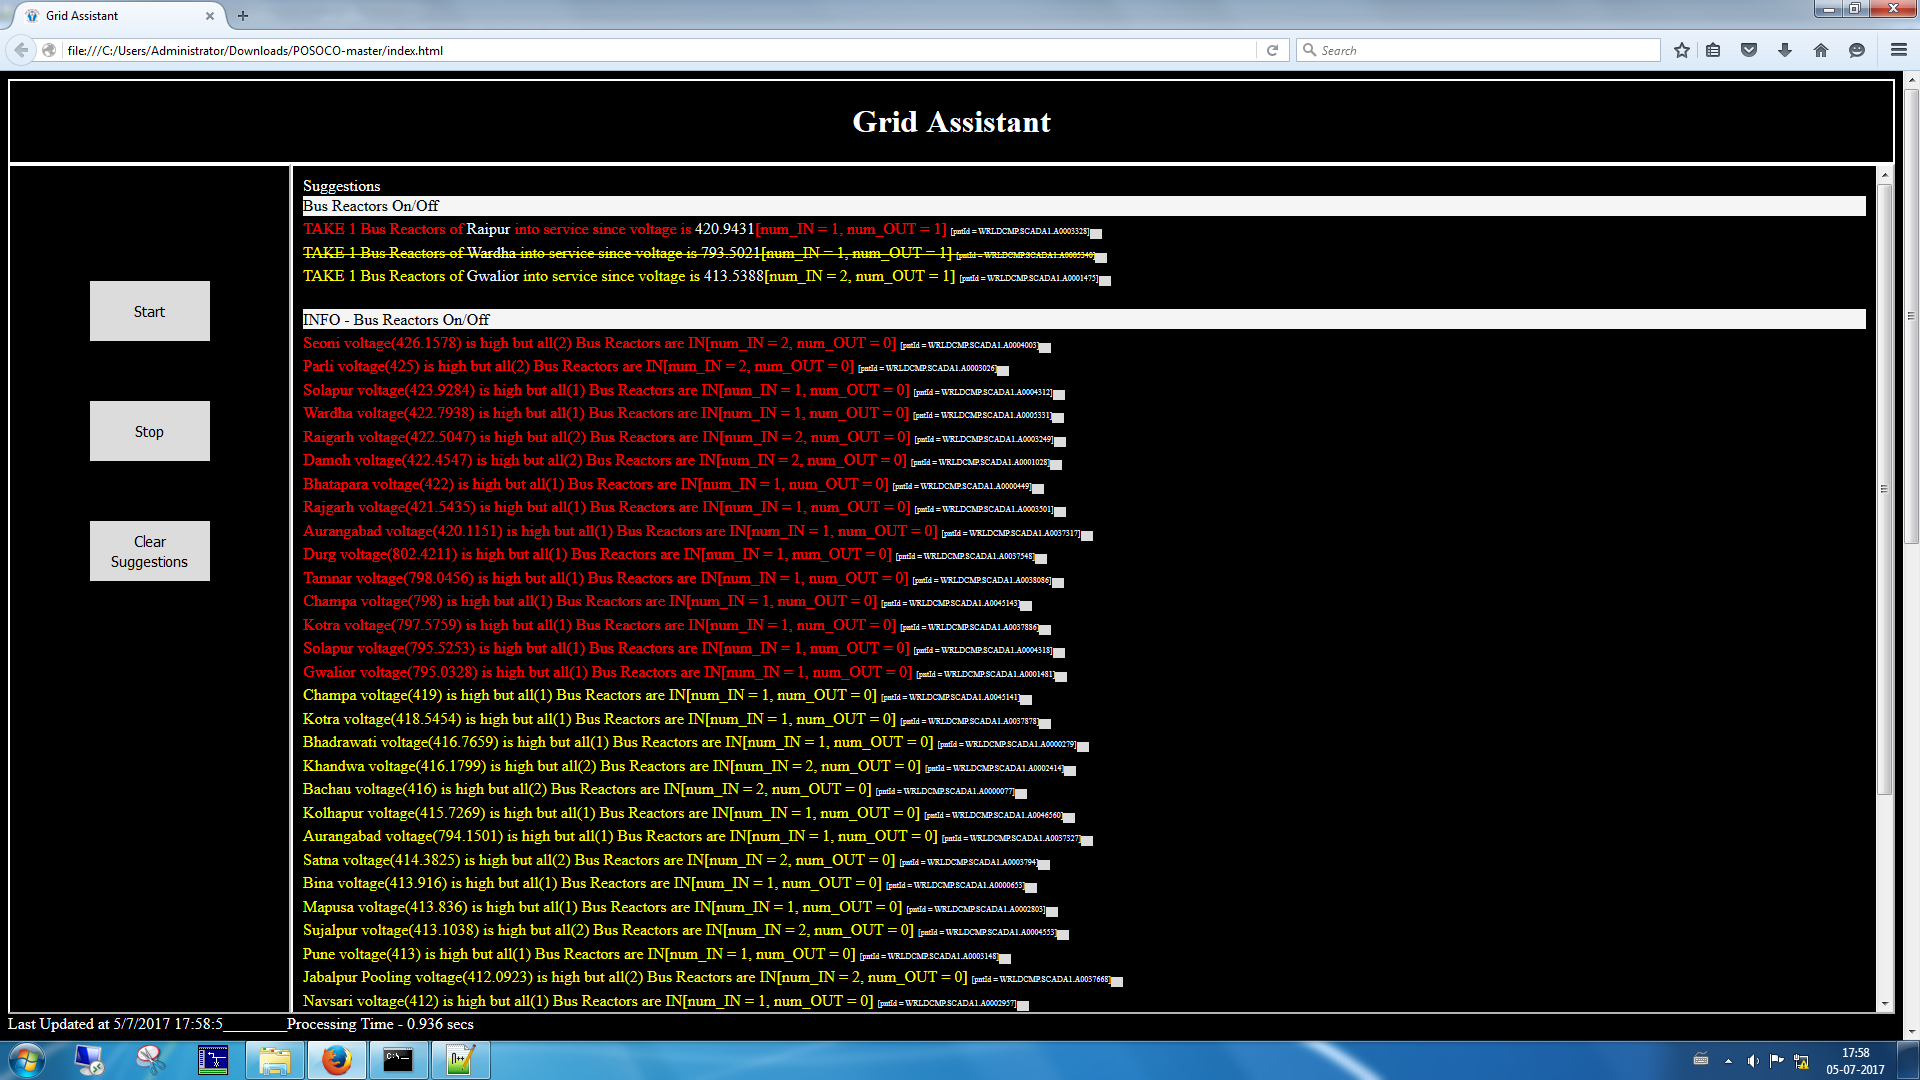 Grid Assistant
file:///C:/Users/Administrator/Downloads/POSOCO-master/index.html
Search
Grid Assistant
Start
Stop
Clear
Suggestions
Suggestions
Bus Reactors On/Off
TAKE 1 Bus Reactors of Raipur into service since voltage is 420.9431[num_IN = 1, num_OUT = 1] [pntId = WRLDCMP.SCADA1.A0003328]
TAKE 1 Bus Reactors of Wardha into service since voltage is 793.5021[num_IN = 1, num_OUT = 1] [pntId = WRLDCMP.SCADA1.A0005340]
TAKE 1 Bus Reactors of Gwalior into service since voltage is 413.5388[num_IN = 2, num_OUT = 1] [pntId = WRLDCMP.SCADA1.A0001475]
INFO - Bus Reactors On/Off
Seoni voltage(426.1578) is high but all(2) Bus Reactors are IN[num_IN = 2, num_OUT = 0] [pntId = WRLDCMP.SCADA1.A0004003]
Parli voltage(425) is high but all(2) Bus Reactors are IN[num_IN = 2, num_OUT = 0] [pntId = WRLDCMP.SCADA1.A0003026]
Solapur voltage(423.9284) is high but all(1) Bus Reactors are IN[num_IN = 1, num_OUT = 0] [pntId = WRLDCMP.SCADA1.A0004312]
Wardha voltage(422.7938) is high but all(1) Bus Reactors are IN[num_IN = 1, num_OUT = 0] [pntId = WRLDCMP.SCADA1.A0005331]
Raigarh voltage(422.5047) is high but all(2) Bus Reactors are IN[num_IN = 2, num_OUT = 0] [pntId = WRLDCMP.SCADA1.A0003249]
Damoh voltage(422.4547) is high but all(2) Bus Reactors are IN[num_IN = 2, num_OUT = 0] [pntId = WRLDCMP.SCADA1.A0001028]
Bhatapara voltage(422) is high but all(1) Bus Reactors are IN[num_IN = 1, num_OUT = 0] [pntId = WRLDCMP.SCADA1.A0000449]
Rajgarh voltage(421.5435) is high but all(1) Bus Reactors are IN[num_IN = 1, num_OUT = 0] [pntId = WRLDCMP.SCADA1.A0003501]
Aurangabad voltage(420.1151) is high but all(1) Bus Reactors are IN[num_IN = 1, num_OUT = 0] [pntId = WRLDCMP.SCADA1.A0037317]
Durg voltage(802.4211) is high but all(1) Bus Reactors are IN[num_IN = 1, num_OUT = 0] [pntId = WRLDCMP.SCADA1.A0037548]
Tamnar voltage(798.0456) is high but all(1) Bus Reactors are IN[num_IN = 1, num_OUT = 0] [pntId = WRLDCMP.SCADA1.A0038086]
Champa voltage(798) is high but all(1) Bus Reactors are IN[num_IN = 1, num_OUT = 0] [pntId = WRLDCMP.SCADA1.A0045143]
Kotra voltage(797.5759) is high but all(1) Bus Reactors are IN[num_IN = 1, num_OUT = 0] [pntId = WRLDCMP.SCADA1.A0037886]
Solapur voltage(795.5253) is high but all(1) Bus Reactors are IN[num_IN = 1, num_OUT = 0] [pntId = WRLDCMP.SCADA1.A0004318]
Gwalior voltage(795.0328) is high but all(1) Bus Reactors are IN[num_IN = 1, num_OUT = 0] [pntId = WRLDCMP.SCADA1.A0001481]
Champa voltage(419) is high but all(1) Bus Reactors are IN[num_IN = 1, num_OUT = 0] [pntId = WRLDCMP.SCADA1.A0045141]
Kotra voltage(418.5454) is high but all(1) Bus Reactors are IN[num_IN = 1, num_OUT = 0] [pntId = WRLDCMP.SCADA1.A0037878]
Bhadrawati voltage(416.7659) is high but all(1) Bus Reactors are IN[num_IN = 1, num_OUT = 0] [pntId = WRLDCMP.SCADA1.A0000279]
Khandwa voltage(416.1799) is high but all(2) Bus Reactors are IN[num_IN = 2, num_OUT = 0] [pntId = WRLDCMP.SCADA1.A0002414]
Bachau voltage(416) is high but all(2) Bus Reactors are IN[num_IN = 2, num_OUT = 0] [pntId = WRLDCMP.SCADA1.A0000077]
Kolhapur voltage(415.7269) is high but all(1) Bus Reactors are IN[num_IN = 1, num_OUT = 0] [pntId = WRLDCMP.SCADA1.A0046560]
Aurangabad voltage(794.1501) is high but all(1) Bus Reactors are IN[num_IN = 1, num_OUT = 0] [pntId = WRLDCMP.SCADA1.A0037327]
Satna voltage(414.3825) is high but all(2) Bus Reactors are IN[num_IN = 2, num_OUT = 0] [pntId = WRLDCMP.SCADA1.A0003794]
Bina voltage(413.916) is high but all(1) Bus Reactors are IN[num_IN = 1, num_OUT = 0] [pntId = WRLDCMP.SCADA1.A0000653]
Mapusa voltage(413.836) is high but all(1) Bus Reactors are IN[num_IN = 1, num_OUT = 0] [pntId = WRLDCMP.SCADA1.A0002803]
Sujalpur voltage(413.1038) is high but all(2) Bus Reactors are IN[num_IN = 2, num_OUT = 0] [pntId = WRLDCMP.SCADA1.A0004553]
Pune voltage(413) is high but all(1) Bus Reactors are IN[num_IN = 1, num_OUT = 0] [pntId = WRLDCMP.SCADA1.A0003148]
Jabalpur Pooling voltage(412.0923) is high but all(2) Bus Reactors are IN[num_IN = 2, num_OUT = 0] [pntId = WRLDCMP.SCADA1.A0037668]
Navsari voltage(412) is high but all(1) Bus Reactors are IN[num_IN = 1, num_OUT = 0] [pntId = WRLDCMP.SCADA1.A0002957]
Last Updated at 5/7/2017 17:58:5________Processing Time - 0.936 secs
17:58
05-07-2017